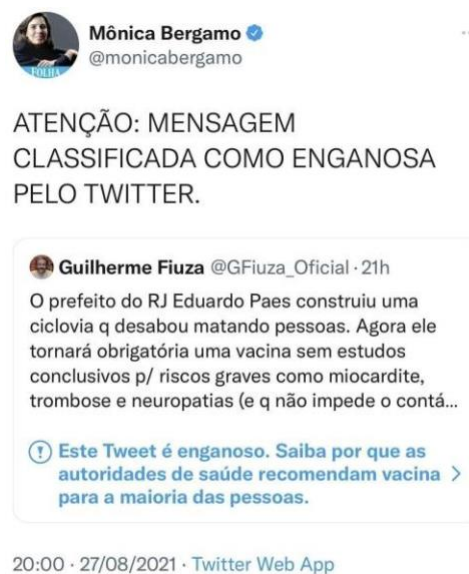 Mônica Bergamo
@monicabergamo
FOLHA
ATENÇÃO: MENSAGEM
CLASSIFICADA COMO ENGANOSA
PELO TWITTER.
Guilherme Fiuza @GFiuza_Oficial · 21h
O prefeito do RJ Eduardo Paes construiu uma
ciclovia q desabou matando pessoas. Agora ele
tornará obrigatória uma vacina sem estudos
conclusivos p/ riscos graves como miocardite,
trombose e neuropatias (e q não impede o contá...
Este Tweet é enganoso. Saiba por que as
autoridades de saúde recomendam vacina
para a maioria das pessoas.
20:00 · 27/08/2021 · Twitter Web App